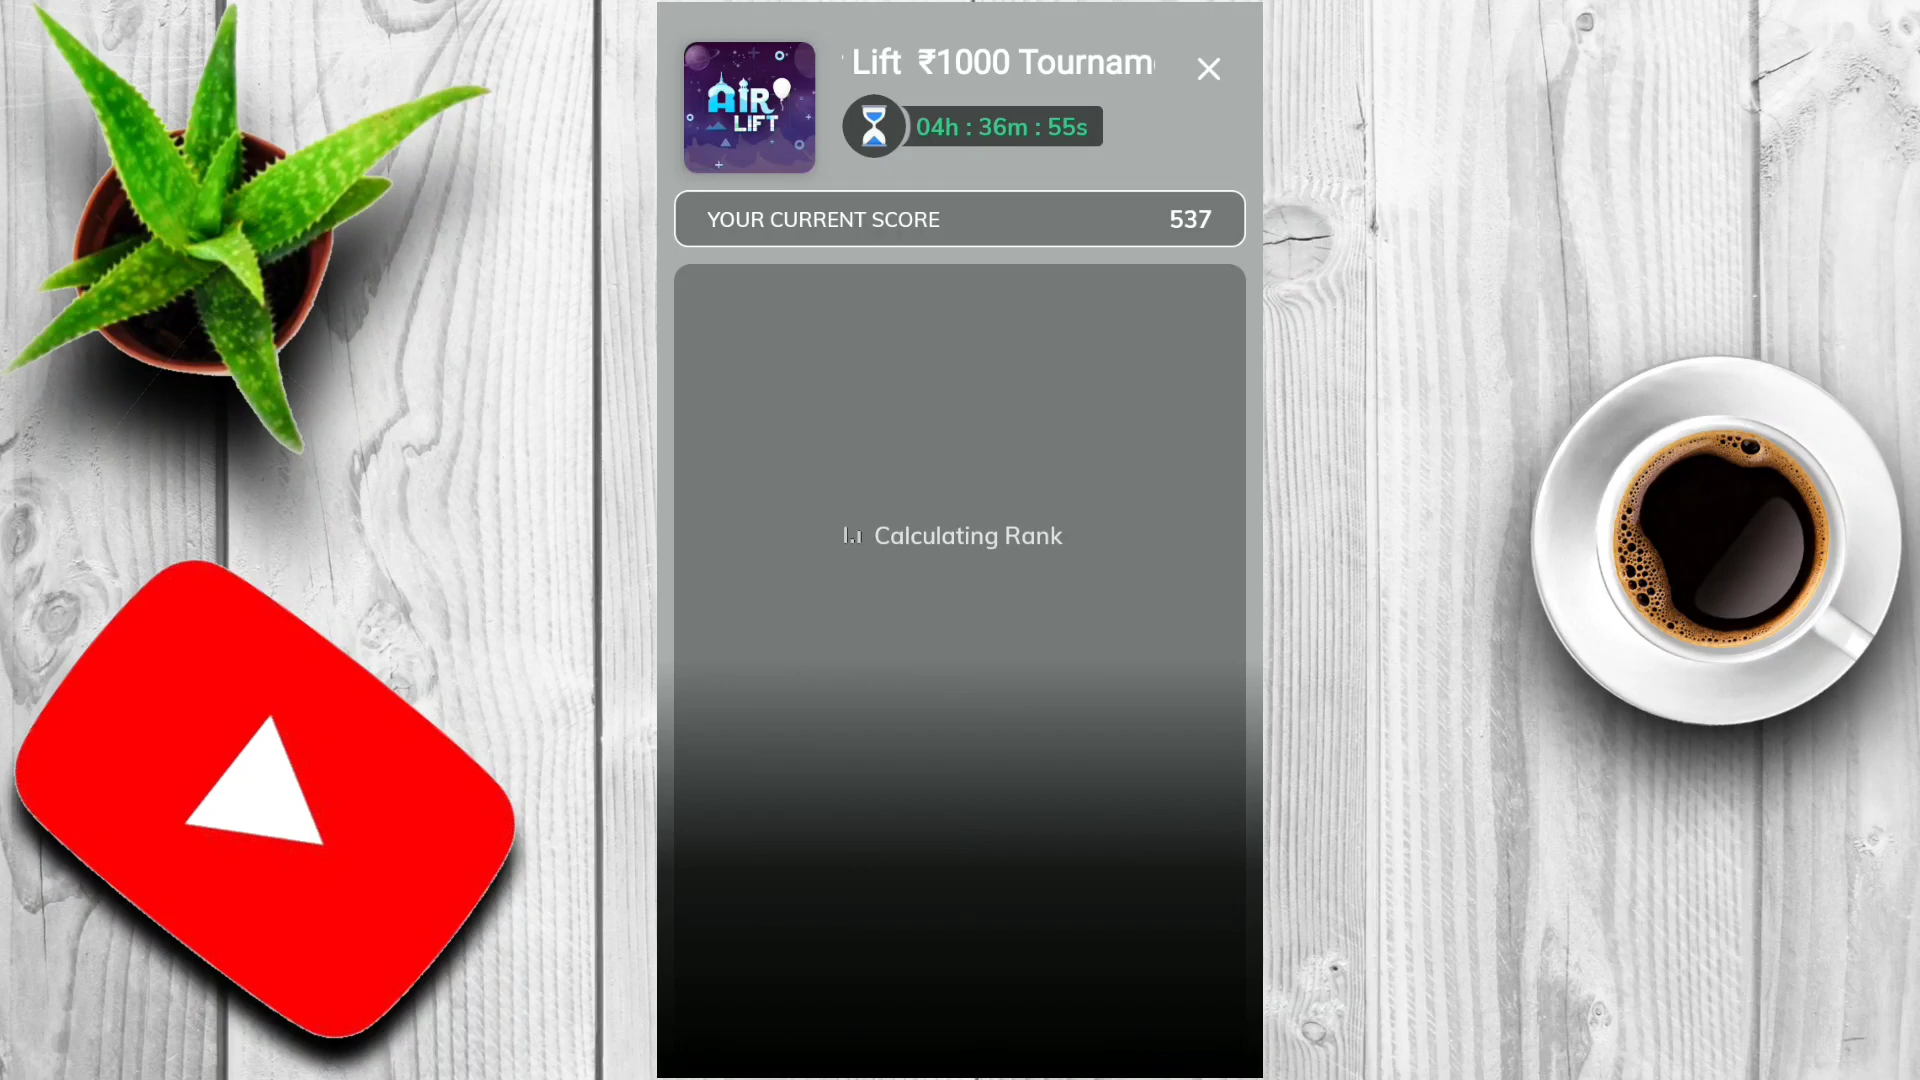 AIR
LIFT
Lift ₹1000 Tournam
04h : 36m : 55s
YOUR CURRENT SCORE 537
Calculating Rank